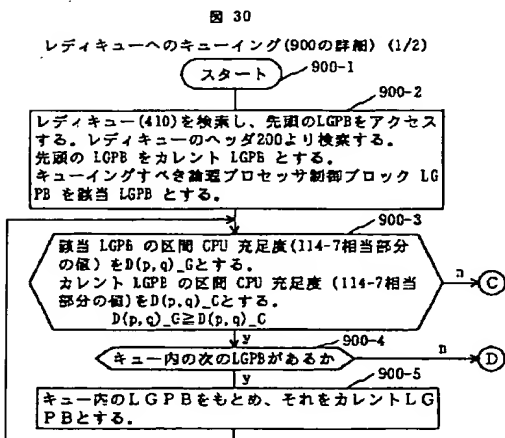 図 30
レディキューへのキューイング(900の詳細) (1/2)
スタート
900-1
900-2
レディキュー(410)を検索し、先頭のLGPBをアクセス
する。レディキューのヘッダ200より検索する。
先頭の LGPB をカレント LGPB とする。
キューイングすべき論理プロセッサ制御ブロック LG
PB を該当 LGPB とする。
900-3
該当 LGPB の区間 CPU 充足度(114-7相当部分
の値) をD(p,q)_Gとする。
カレント LGPB の区間 CPU 充足度 (114-7相当
部分の値)をD(p,q)_Cとする。
D(p,q)_G≧D(p,q)_C
n
C
y
900-4
キュー内の次のLGPBがあるか
n
D
y
900-5
キュー内のLGPBをもとめ、それをカレントLG
PBとする。